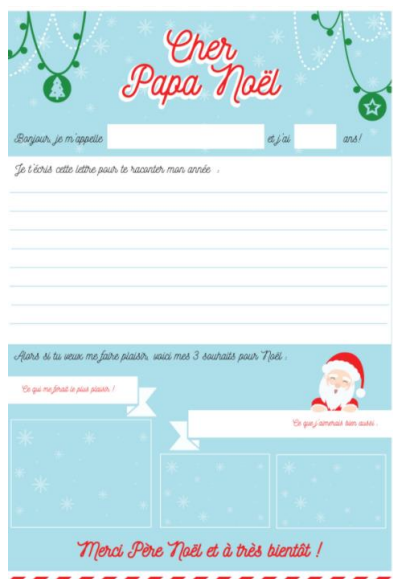 Cher
Papa Noël
Bonjour, je m'appelle et j'ai ans!
Je t'écris cette lettre pour te raconter mon année :
Alors si tu veux me faire plaisir, voici mes 3 souhaits pour Noël :
Ce qui me ferait le plus plaisir !
Ce que j'aimerais bien aussi :
Merci Père Noël et à très bientôt !